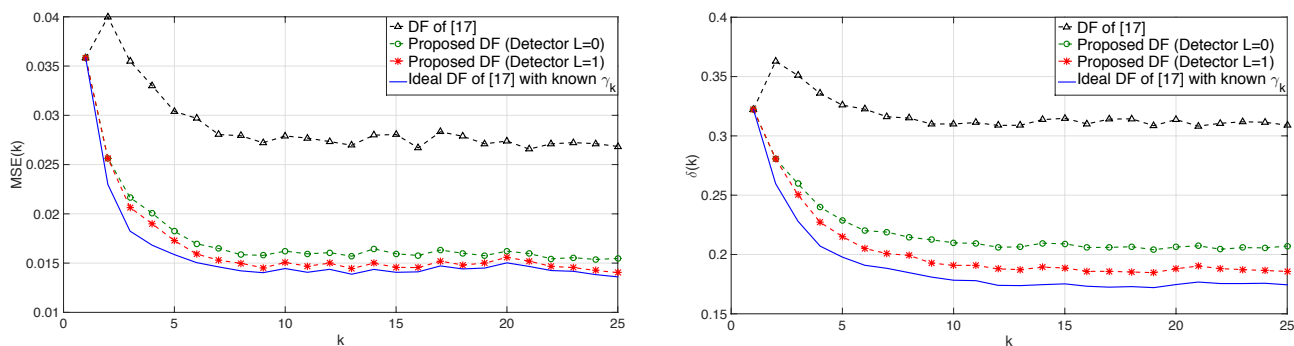 0.04
0.035
0.03
0.025
0.02
0.015
0.01
MSE(k)
0 5 10 15 20 25
k
DF of [17]
Proposed DF (Detector L=0)
Proposed DF (Detector L=1)
Ideal DF of [17] with known γk
0.4
0.35
0.3
0.25
0.2
0.15
δ(k)
0 5 10 15 20 25
k
DF of [17]
Proposed DF (Detector L=0)
Proposed DF (Detector L=1)
Ideal DF of [17] with known γk